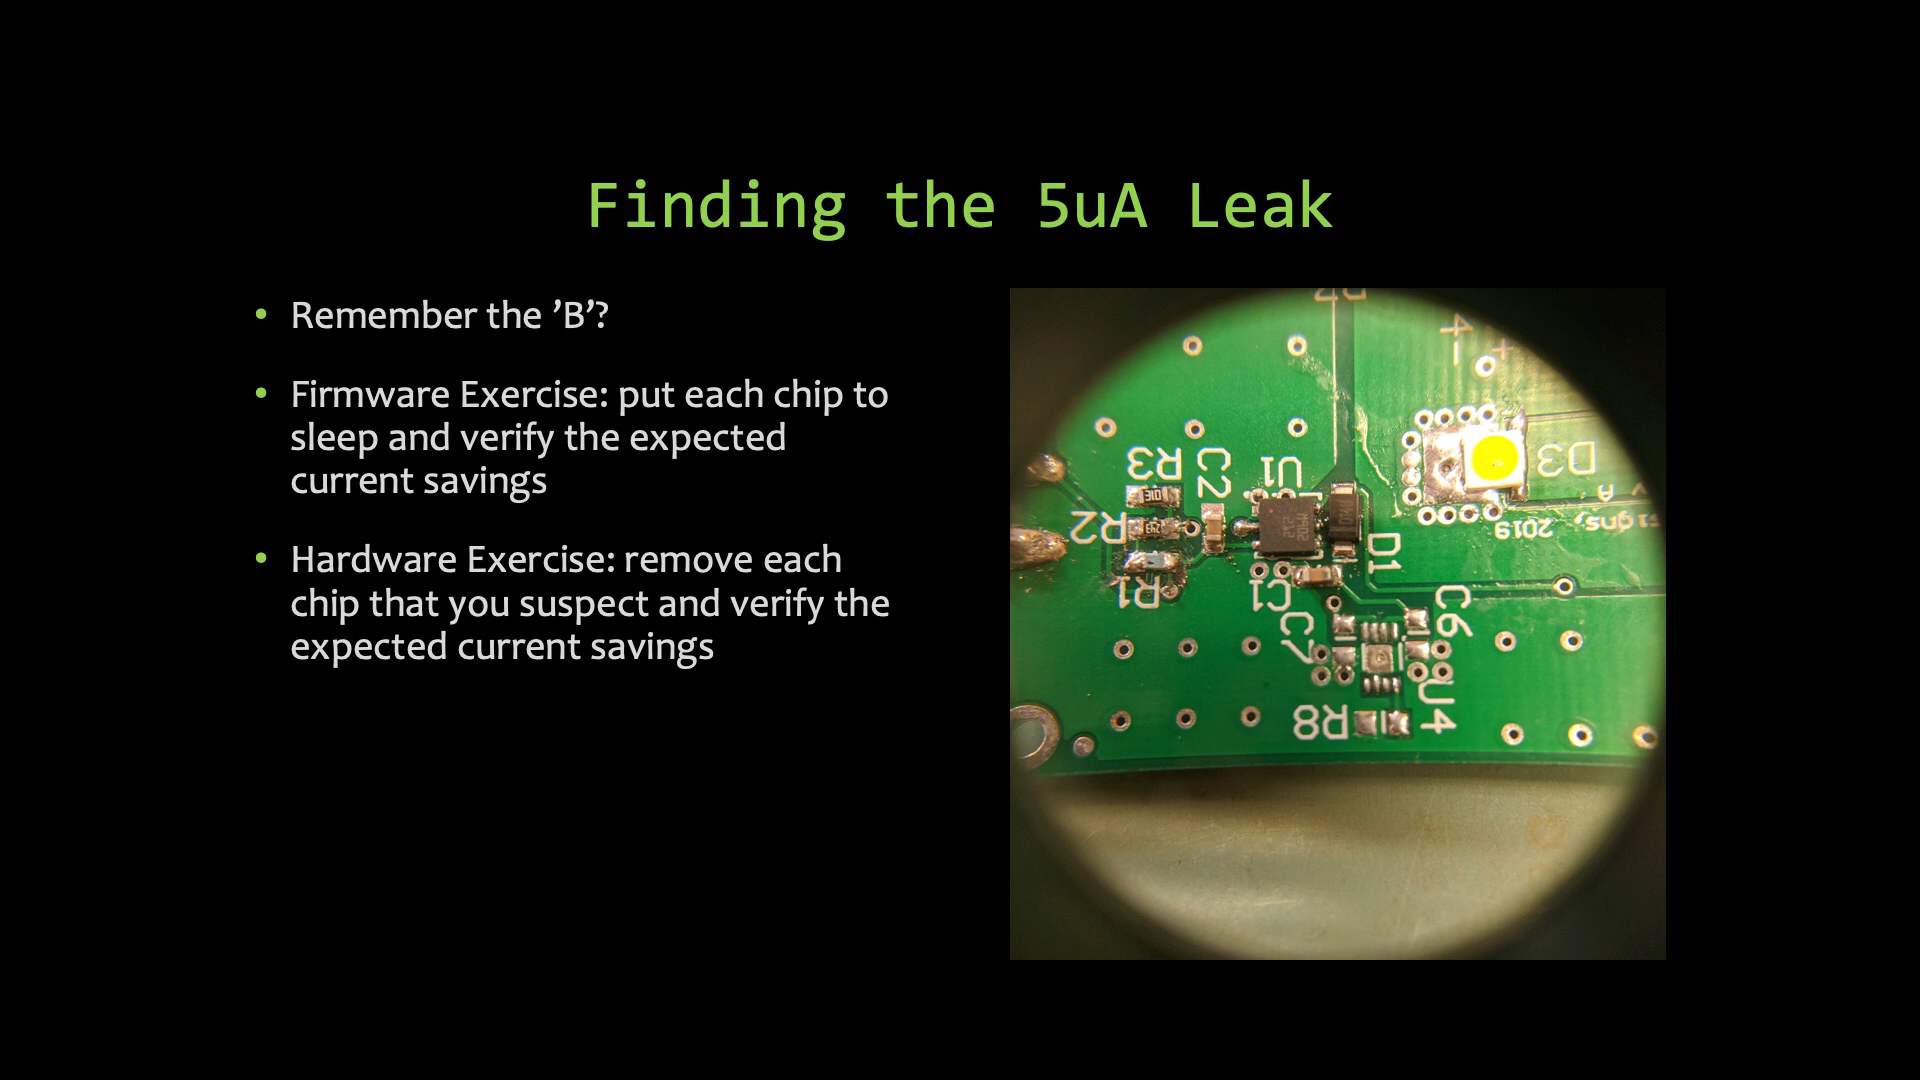 Finding the 5uA Leak
• Remember the ’B’?
• Firmware Exercise: put each chip to
sleep and verify the expected
current savings
• Hardware Exercise: remove each
chip that you suspect and verify the
expected current savings
4- +
R3 C2 U1
D3
A
R2
2019
D1
R1 C1
C7 C6
U4
R8